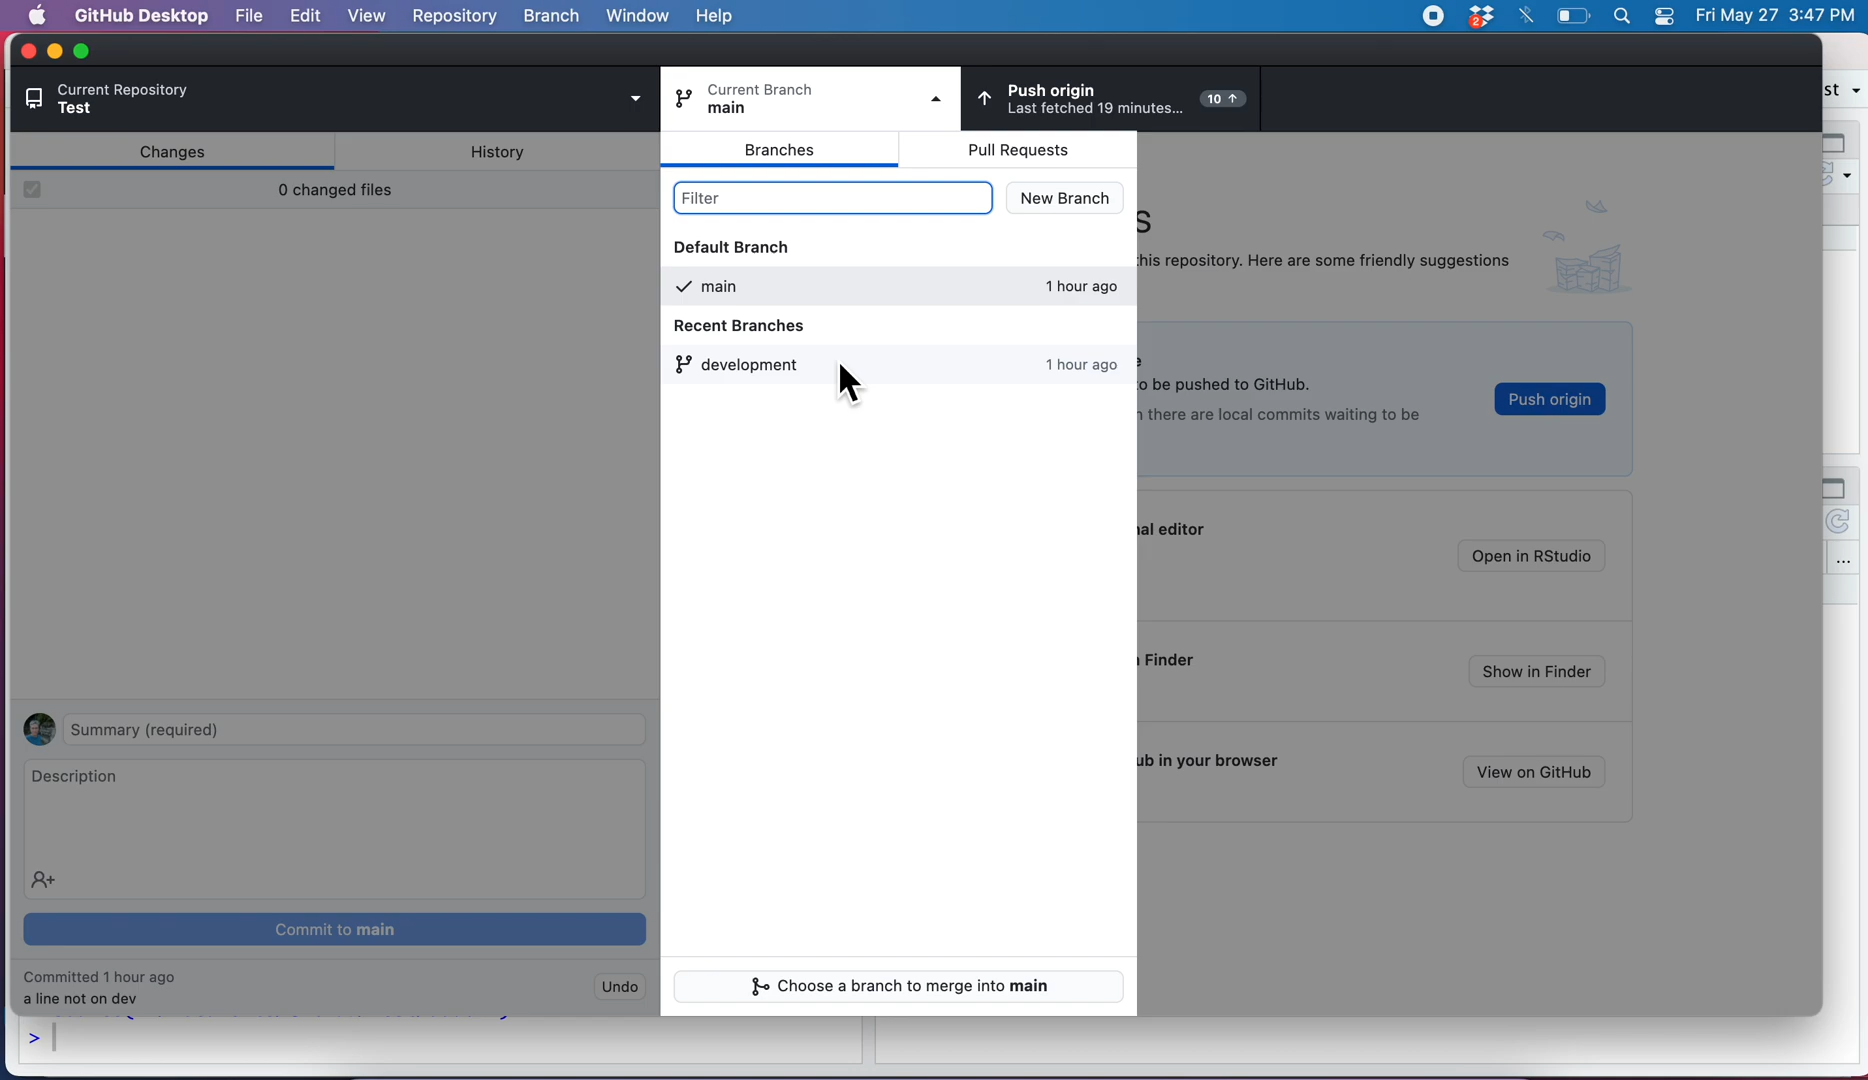 GitHub Desktop File Edit View Repository Branch Window Help 2 Fri May 27 3:47 PM
Current Repository
Test
Current Branch
main
Push origin
Last fetched 19 minutes...
10 ↑
st
Changes
History
Branches
Pull Requests
0 changed files
Filter
New Branch
s
Default Branch
his repository. Here are some friendly suggestions
main 1 hour ago
Recent Branches
development 1 hour ago
e
o be pushed to GitHub.
there are local commits waiting to be
Push origin
al editor
Open in RStudio
Finder
Show in Finder
ub in your browser
View on GitHub
...
Summary (required)
Description
Commit to main
Committed 1 hour ago
a line not on dev
Undo
Choose a branch to merge into main
>